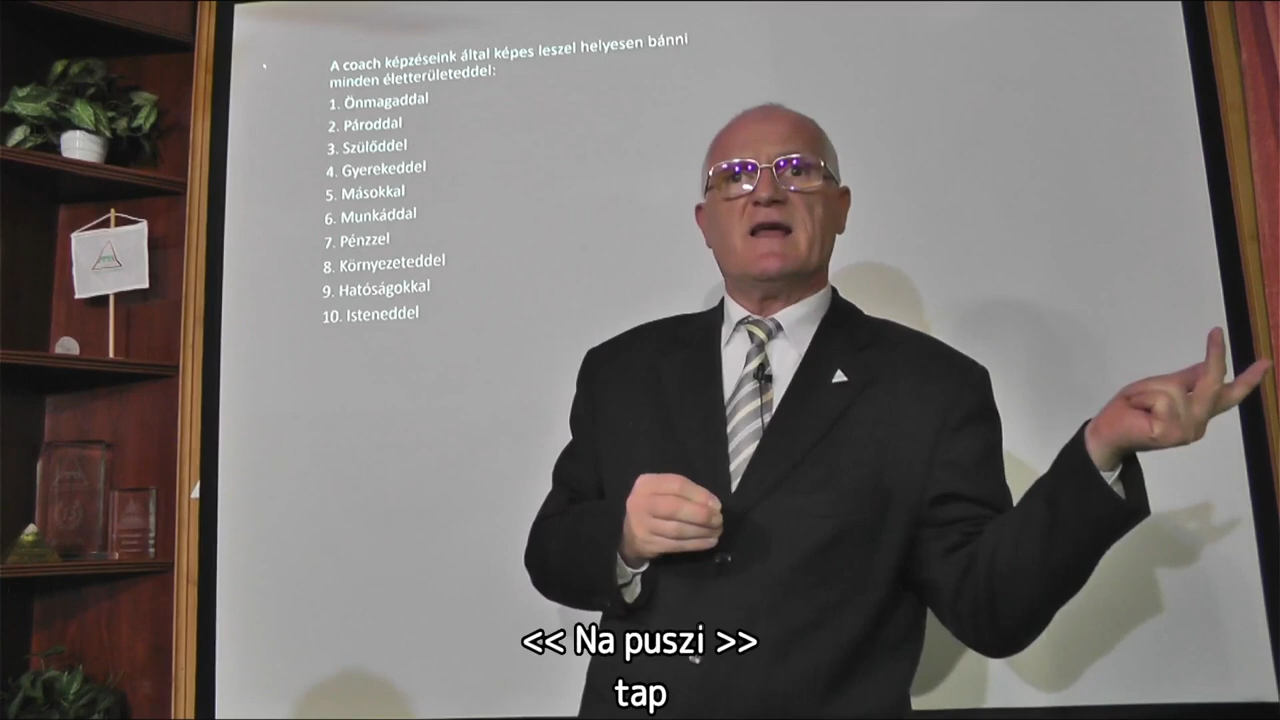 A coach képzéseink által képes leszel helyesen bánni
minden életterületeddel:
1. Önmagaddal
2. Pároddal
3. Szülőddel
4. Gyerekeddel
5. Másokkal
6. Munkáddal
7. Pénzzel
8. Környezeteddel
9. Hatóságokkal
10. Isteneddel
<< Na puszi >>
tap